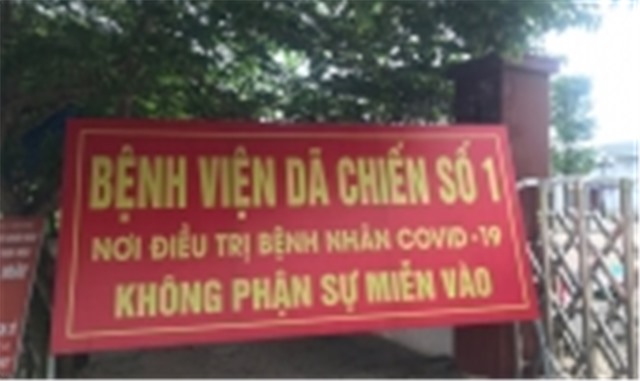 BỆNH VIỆN DÃ CHIẾN SỐ 1
NƠI ĐIỀU TRỊ BỆNH NHÂN COVID-19
KHÔNG PHẬN SỰ MIỄN VÀO